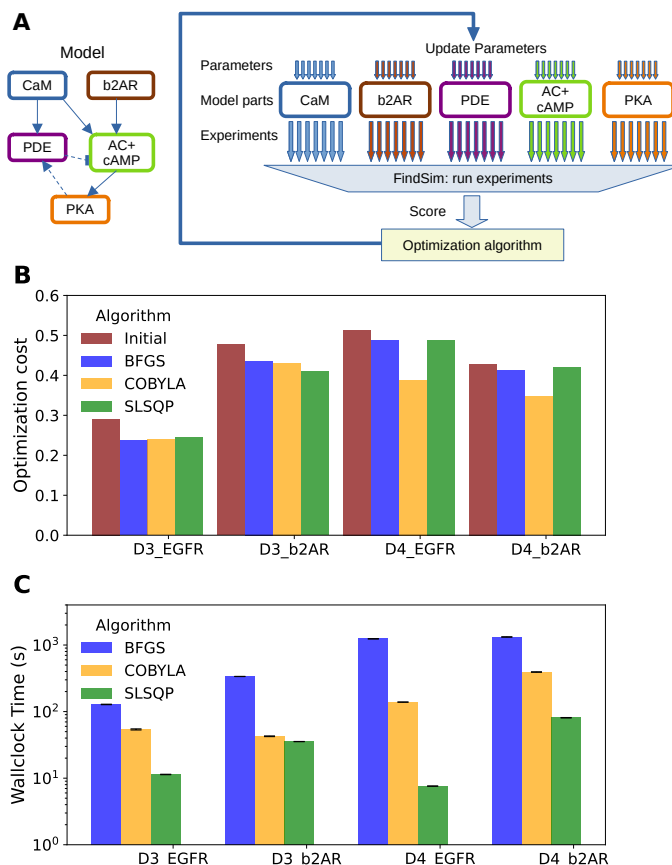 A
Model
CaM
b2AR
PDE
AC+
cAMP
PKA
Update Parameters
Parameters
Model parts
CaM
b2AR
PDE
AC+
cAMP
PKA
Experiments
FindSim: run experiments
Score
Optimization algorithm
B
Optimization cost
0.6
0.5
0.4
0.3
0.2
0.1
0.0
Algorithm
Initial
BFGS
COBYLA
SLSQP
D3_EGFR
D3_b2AR
D4_EGFR
D4_b2AR
C
Wallclock Time (s)
10³
10²
10¹
10⁰
Algorithm
BFGS
COBYLA
SLSQP
D3_EGFR
D3_b2AR
D4_EGFR
D4_b2AR